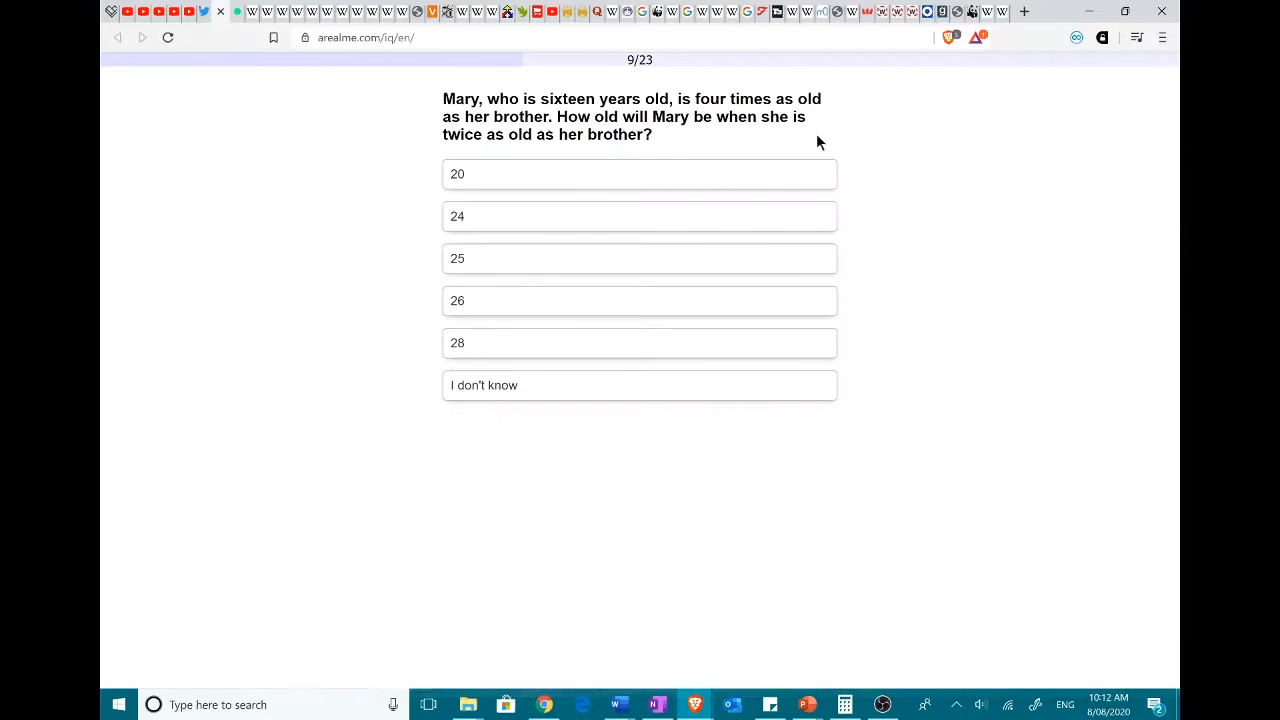 arealme.com/iq/en/
9/23
Mary, who is sixteen years old, is four times as old
as her brother. How old will Mary be when she is
twice as old as her brother?
20
24
25
26
28
I don't know
Type here to search
ENG
10:12 AM
8/08/2020